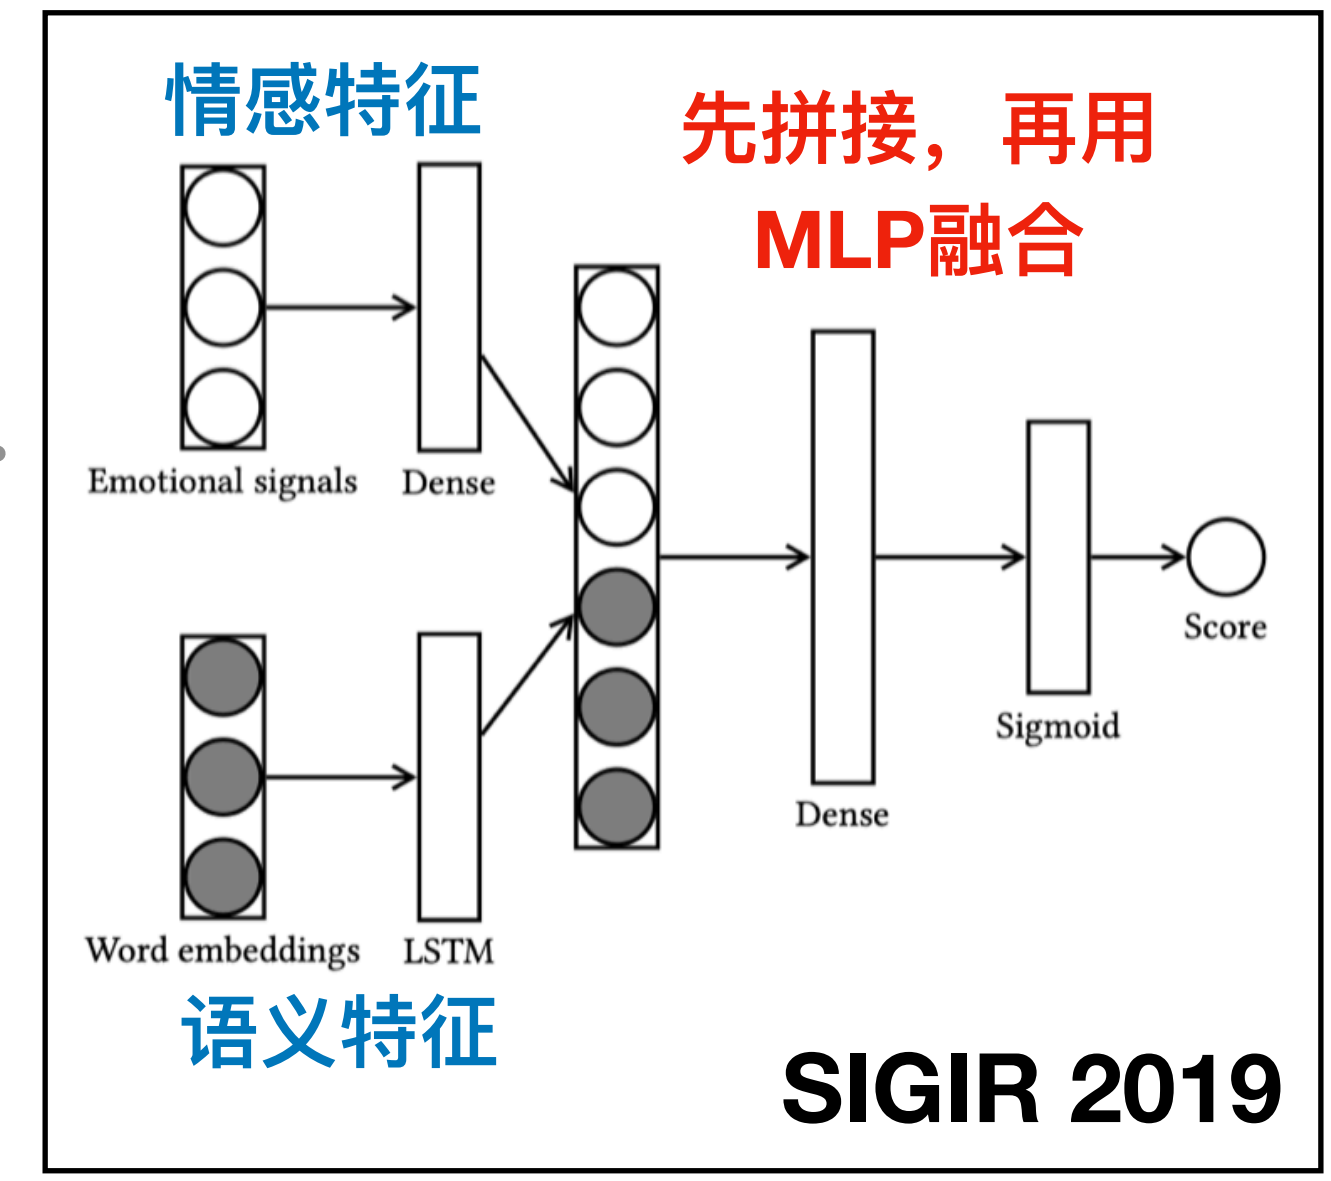 情感特征
先拼接，再用
MLP融合
Emotional signals
Dense
Score
Sigmoid
Dense
Word embeddings
LSTM
语义特征
SIGIR 2019